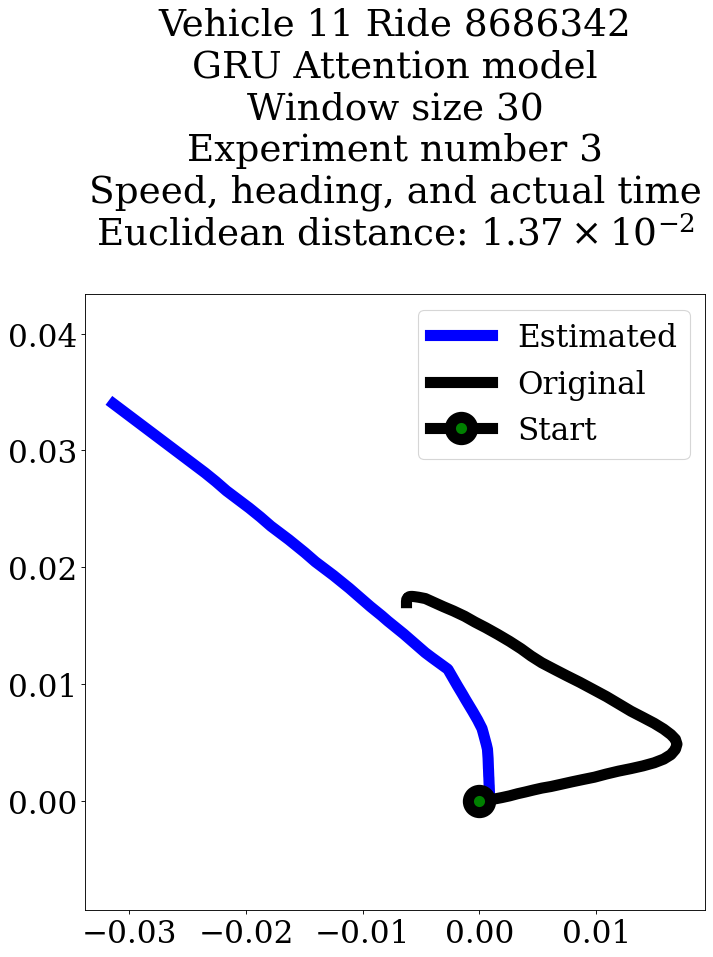 Vehicle 11 Ride 8686342
GRU Attention model
Window size 30
Experiment number 3
Speed, heading, and actual time
Euclidean distance: 1.37 × 10⁻²
Estimated
Original
Start
0.04
0.03
0.02
0.01
0.00
−0.03 −0.02 −0.01 0.00 0.01